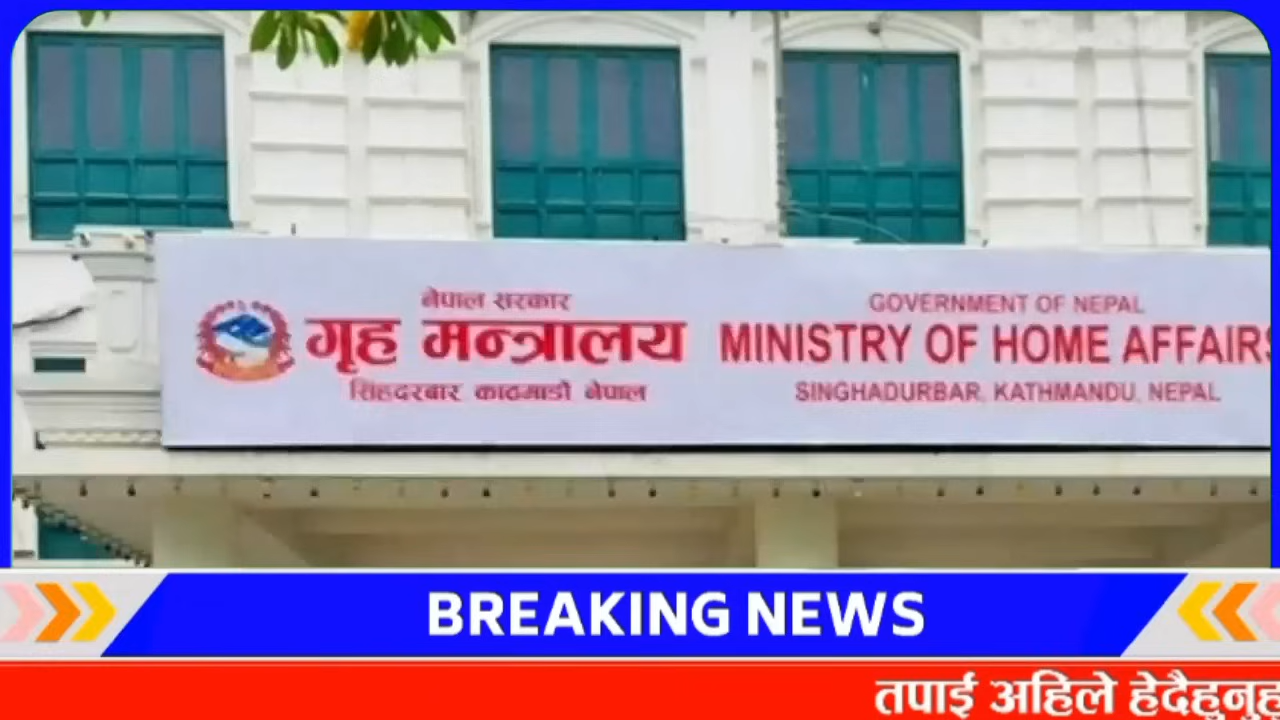 नेपाल सरकार
गृह मन्त्रालय
सिंहदरबार काठमाडौं नेपाल
GOVERNMENT OF NEPAL
MINISTRY OF HOME AFFAIRS
SINGHADURBAR, KATHMANDU, NEPAL
BREAKING NEWS
तपाई अहिले